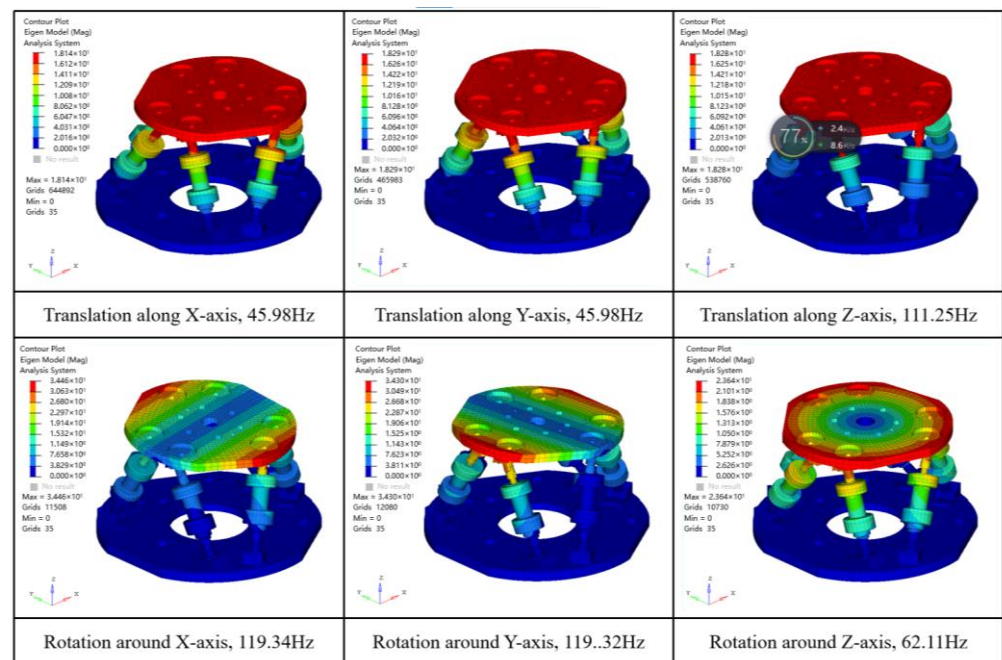 Contour Plot
Eigen Model (Mag)
Analysis System
1.814×10¹
1.612×10¹
1.411×10¹
1.209×10¹
1.008×10¹
8.062×10⁰
6.047×10⁰
4.031×10⁰
2.016×10⁰
0.000×10⁰
No result
Max = 1.814×10¹
Grids 644892
Min = 0
Grids 35
Z
Y
X
Contour Plot
Eigen Model (Mag)
Analysis System
1.829×10¹
1.626×10¹
1.422×10¹
1.219×10¹
1.016×10¹
8.128×10⁰
6.096×10⁰
4.064×10⁰
2.032×10⁰
0.000×10⁰
No result
Max = 1.829×10¹
Grids 465983
Min = 0
Grids 35
Z
Y
X
Contour Plot
Eigen Model (Mag)
Analysis System
1.828×10¹
1.625×10¹
1.421×10¹
1.218×10¹
1.015×10¹
8.123×10⁰
6.092×10⁰
4.061×10⁰
2.013×10⁰
0.000×10⁰
No result
Max = 1.828×10¹
Grids 538760
Min = 0
Grids 35
77%
+ 2.4K/s
+ 8.6K/s
Z
Y
X
Translation along X-axis, 45.98Hz
Translation along Y-axis, 45.98Hz
Translation along Z-axis, 111.25Hz
Contour Plot
Eigen Model (Mag)
Analysis System
3.446×10¹
3.063×10¹
2.680×10¹
2.297×10¹
1.914×10¹
1.532×10¹
1.149×10⁰
7.658×10⁰
3.829×10⁰
0.000×10⁰
No result
Max = 3.446×10¹
Grids 11508
Min = 0
Grids 35
Z
Y
X
Contour Plot
Eigen Model (Mag)
Analysis System
3.430×10¹
3.049×10¹
2.668×10¹
2.287×10¹
1.906×10¹
1.525×10¹
1.143×10⁰
7.623×10⁰
3.811×10⁰
0.000×10⁰
No result
Max = 3.430×10¹
Grids 12080
Min = 0
Grids 35
Z
Y
X
Contour Plot
Eigen Model (Mag)
Analysis System
2.364×10¹
2.101×10¹
1.838×10¹
1.576×10¹
1.313×10¹
1.050×10¹
7.879×10⁰
5.252×10⁰
2.626×10⁰
0.000×10⁰
No result
Max = 2.364×10¹
Grids 10730
Min = 0
Grids 35
Z
Y
X
Rotation around X-axis, 119.34Hz
Rotation around Y-axis, 119..32Hz
Rotation around Z-axis, 62.11Hz